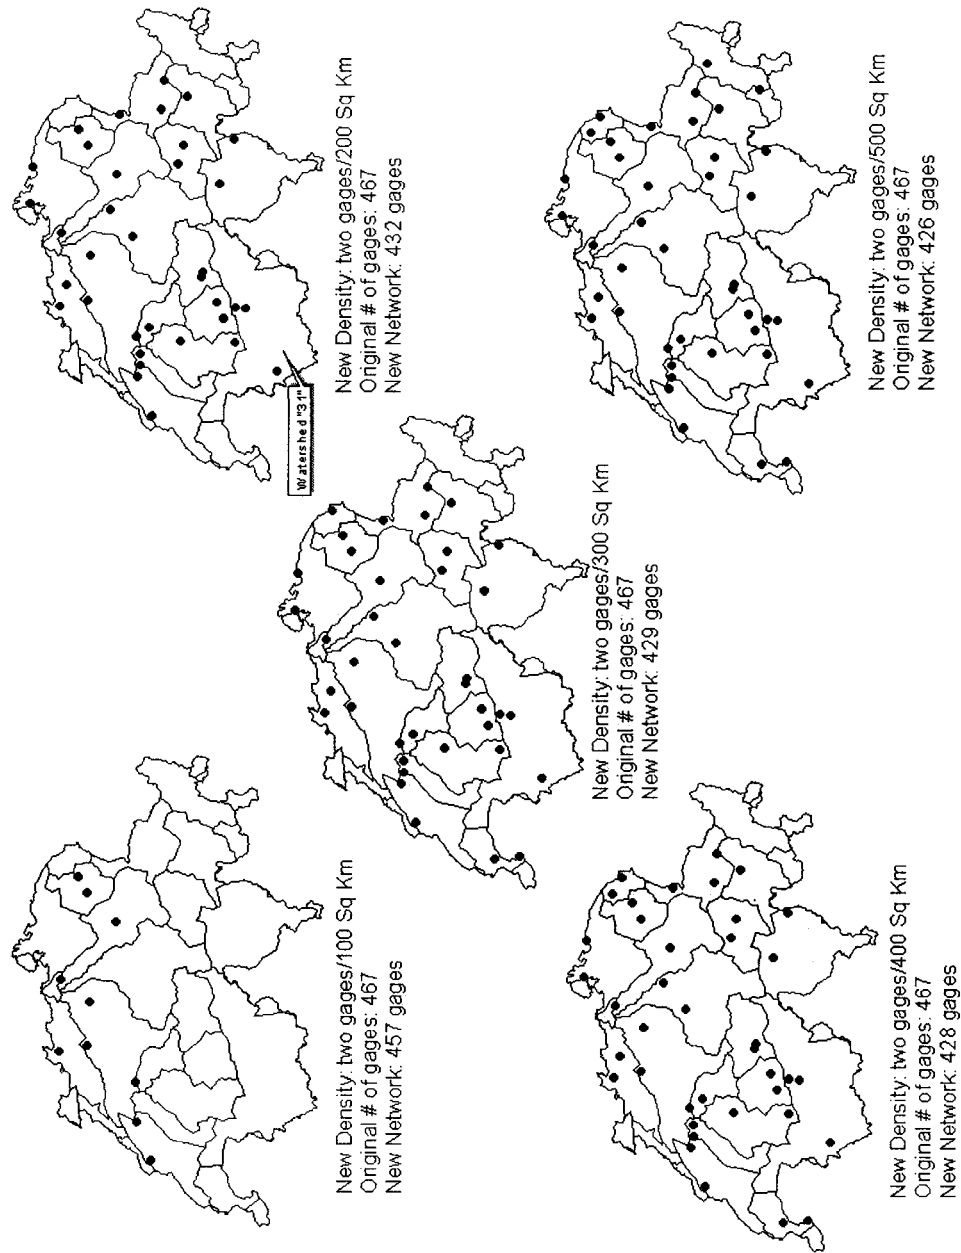 New Density: two gages/100 Sq Km
Original # of gages: 467
New Network: 457 gages
New Density: two gages/200 Sq Km
Original # of gages: 467
New Network: 432 gages
Watershed "31"
New Density: two gages/300 Sq Km
Original # of gages: 467
New Network: 429 gages
New Density: two gages/400 Sq Km
Original # of gages: 467
New Network: 428 gages
New Density: two gages/500 Sq Km
Original # of gages: 467
New Network: 426 gages